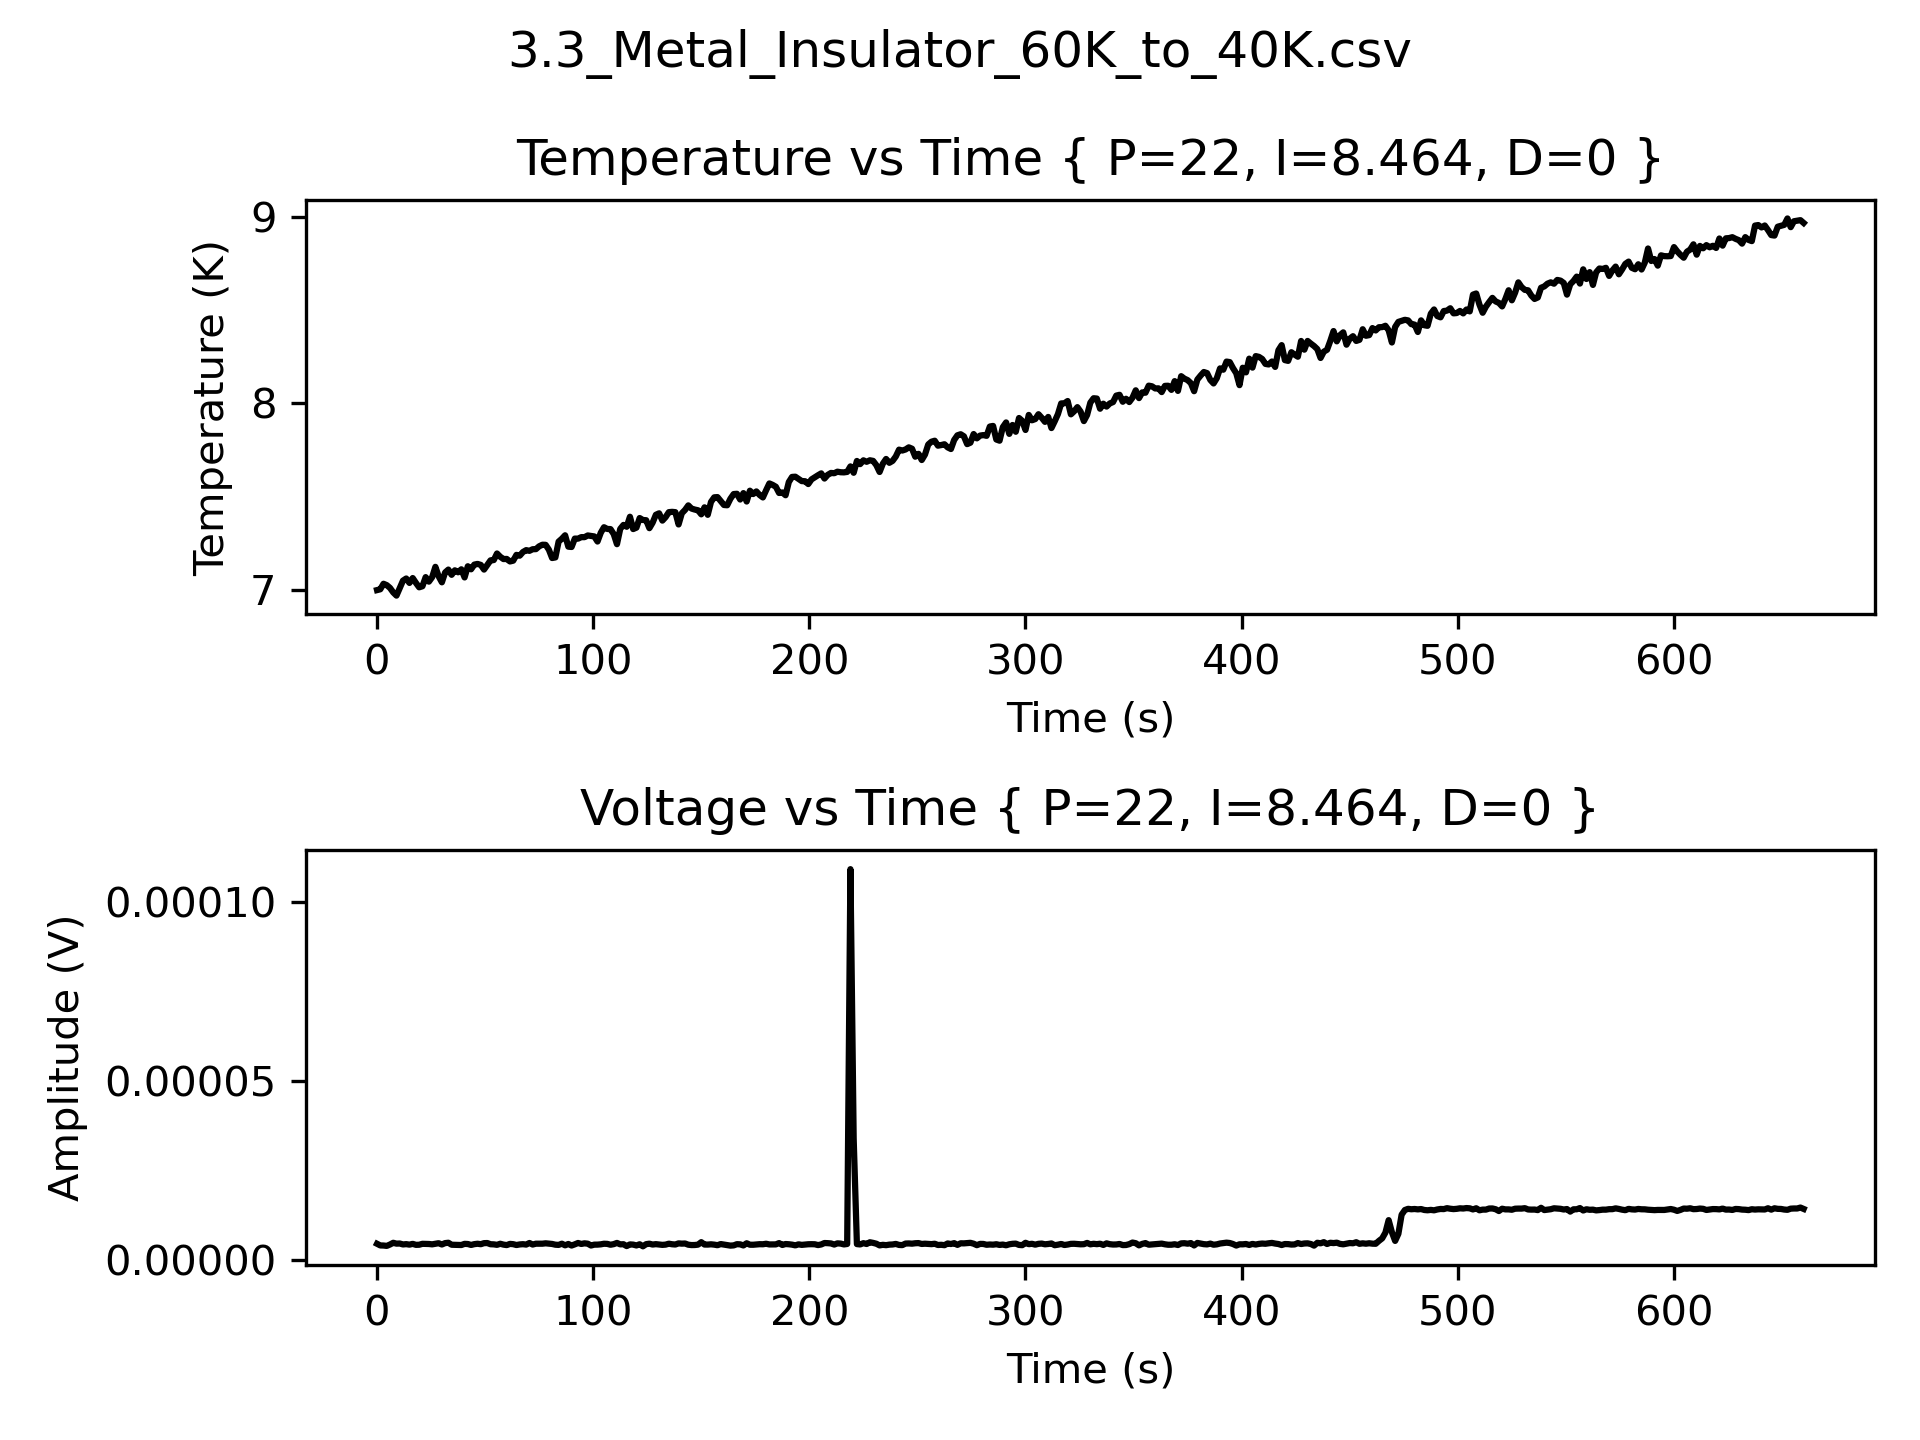 3.3_Metal_Insulator_60K_to_40K.csv
Temperature vs Time { P=22, I=8.464, D=0 }
Temperature (K)
9
8
7
0 100 200 300 400 500 600
Time (s)
Voltage vs Time { P=22, I=8.464, D=0 }
Amplitude (V)
0.00010
0.00005
0.00000
0 100 200 300 400 500 600
Time (s)